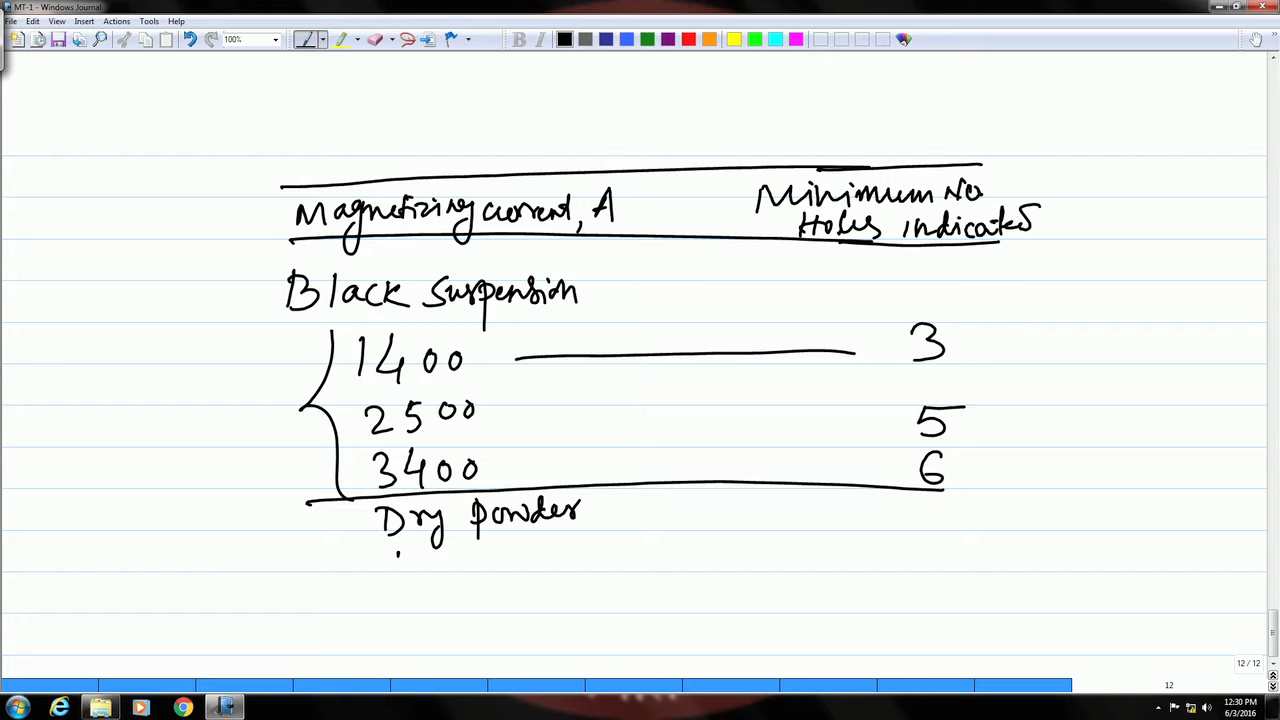 MT-1 - Windows Journal
File Edit View Insert Actions Tools Help
100%
Magnetizing current, A
Minimum No
Holes indicated
Black suspension
1400 3
2500 5
3400 6
Dry Powder
12 / 12
12
12:30 PM
6/3/2016